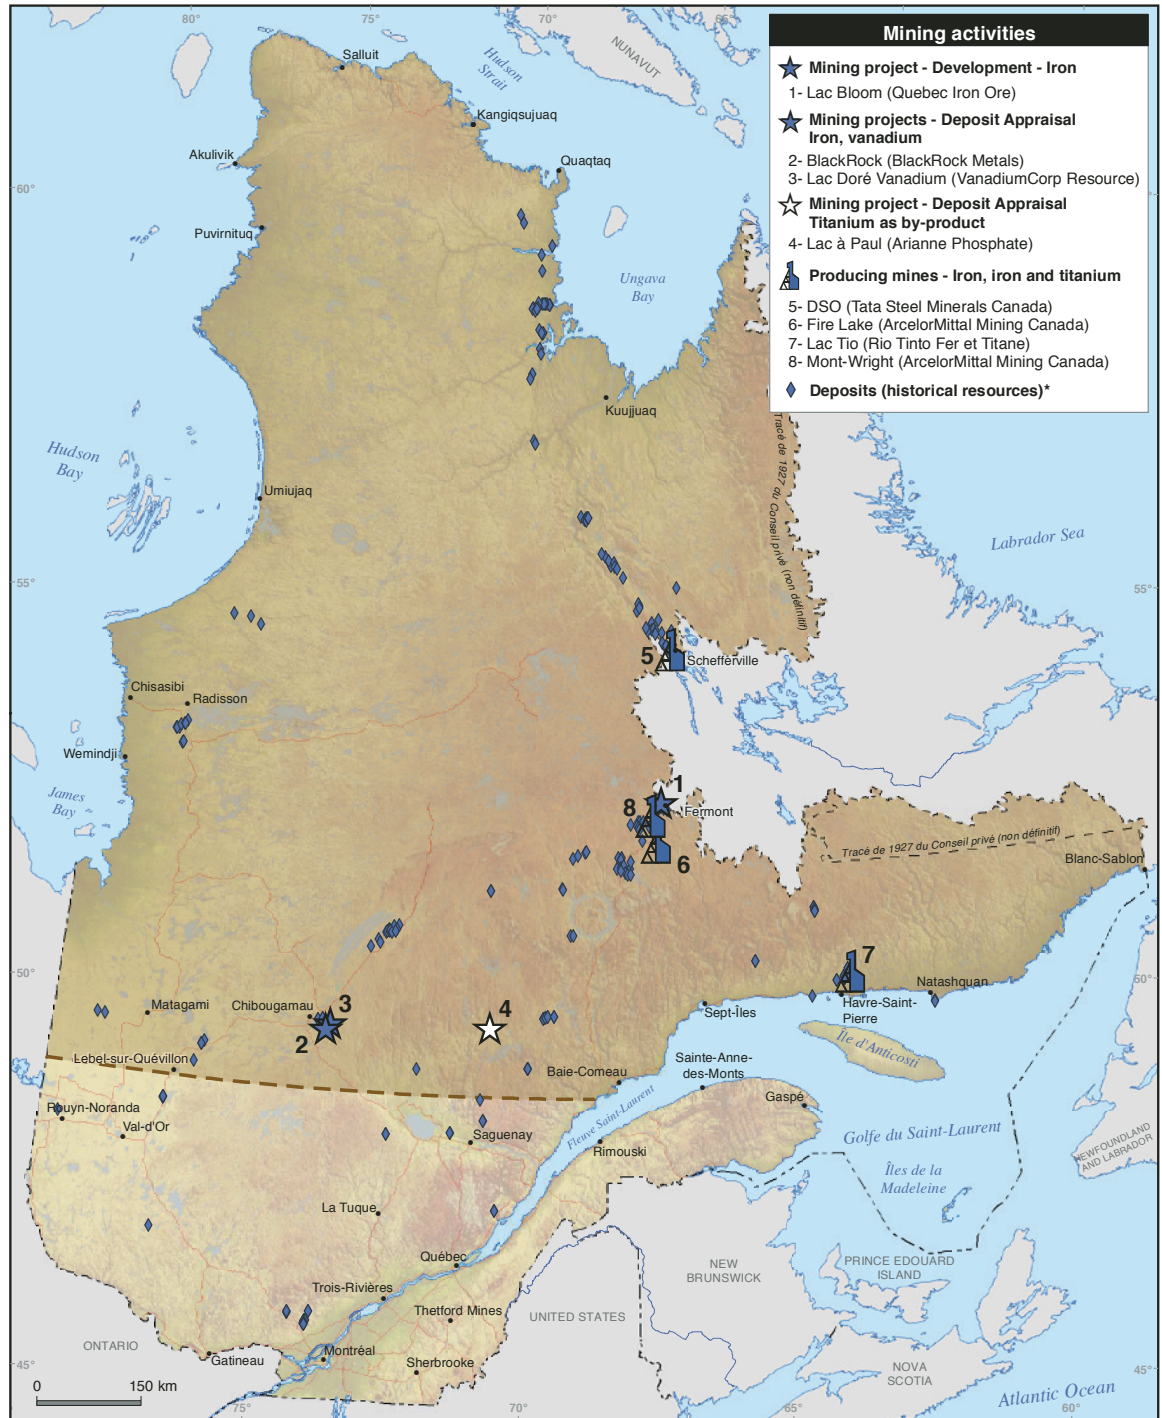 80°
75°
70°
Mining activities
Mining project - Development - Iron
1- Lac Bloom (Quebec Iron Ore)
Mining projects - Deposit Appraisal
Iron, vanadium
2- BlackRock (BlackRock Metals)
3- Lac Doré Vanadium (VanadiumCorp Resource)
Mining project - Deposit Appraisal
Titanium as by-product
4- Lac à Paul (Arianne Phosphate)
Producing mines - Iron, iron and titanium
5- DSO (Tata Steel Minerals Canada)
6- Fire Lake (ArcelorMittal Mining Canada)
7- Lac Tio (Rio Tinto Fer et Titane)
8- Mont-Wright (ArcelorMittal Mining Canada)
Deposits (historical resources)*
Salluit
Hudson
Strait
NUNAVUT
Kangiqsujuaq
Akulivik
Quaqtaq
60°
Puvirnituq
Ungava
Bay
Kuujjuaq
Hudson
Bay
Umiujaq
Tracé de 1927 du Conseil privé (non définitif)
Labrador Sea
55°
55°
5
Schefferville
Chisasibi
Radisson
Wemindji
James
Bay
1
8
Fermont
6
Tracé de 1927 du Conseil privé (non définitif)
Blanc-Sablon
50°
7
50°
Natashquan
Matagami
Chibougamau
3
2
4
Sept-Îles
Havre-Saint-
Pierre
Île d'Anticosti
Lebel-sur-Quévillon
Baie-Comeau
Sainte-Anne-
des-Monts
Rouyn-Noranda
Val-d'Or
Gaspé
Fleuve Saint-Laurent
Saguenay
Rimouski
Golfe du Saint-Laurent
NEWFOUNDLAND
AND LABRADOR
Îles de la
Madeleine
La Tuque
Québec
NEW
BRUNSWICK
PRINCE EDOUARD
ISLAND
Trois-Rivières
Thetford Mines
UNITED STATES
ONTARIO
Gatineau
Montréal
Sherbrooke
NOVA
SCOTIA
45°
45°
0
150 km
Atlantic Ocean
75°
70°
65°
60°